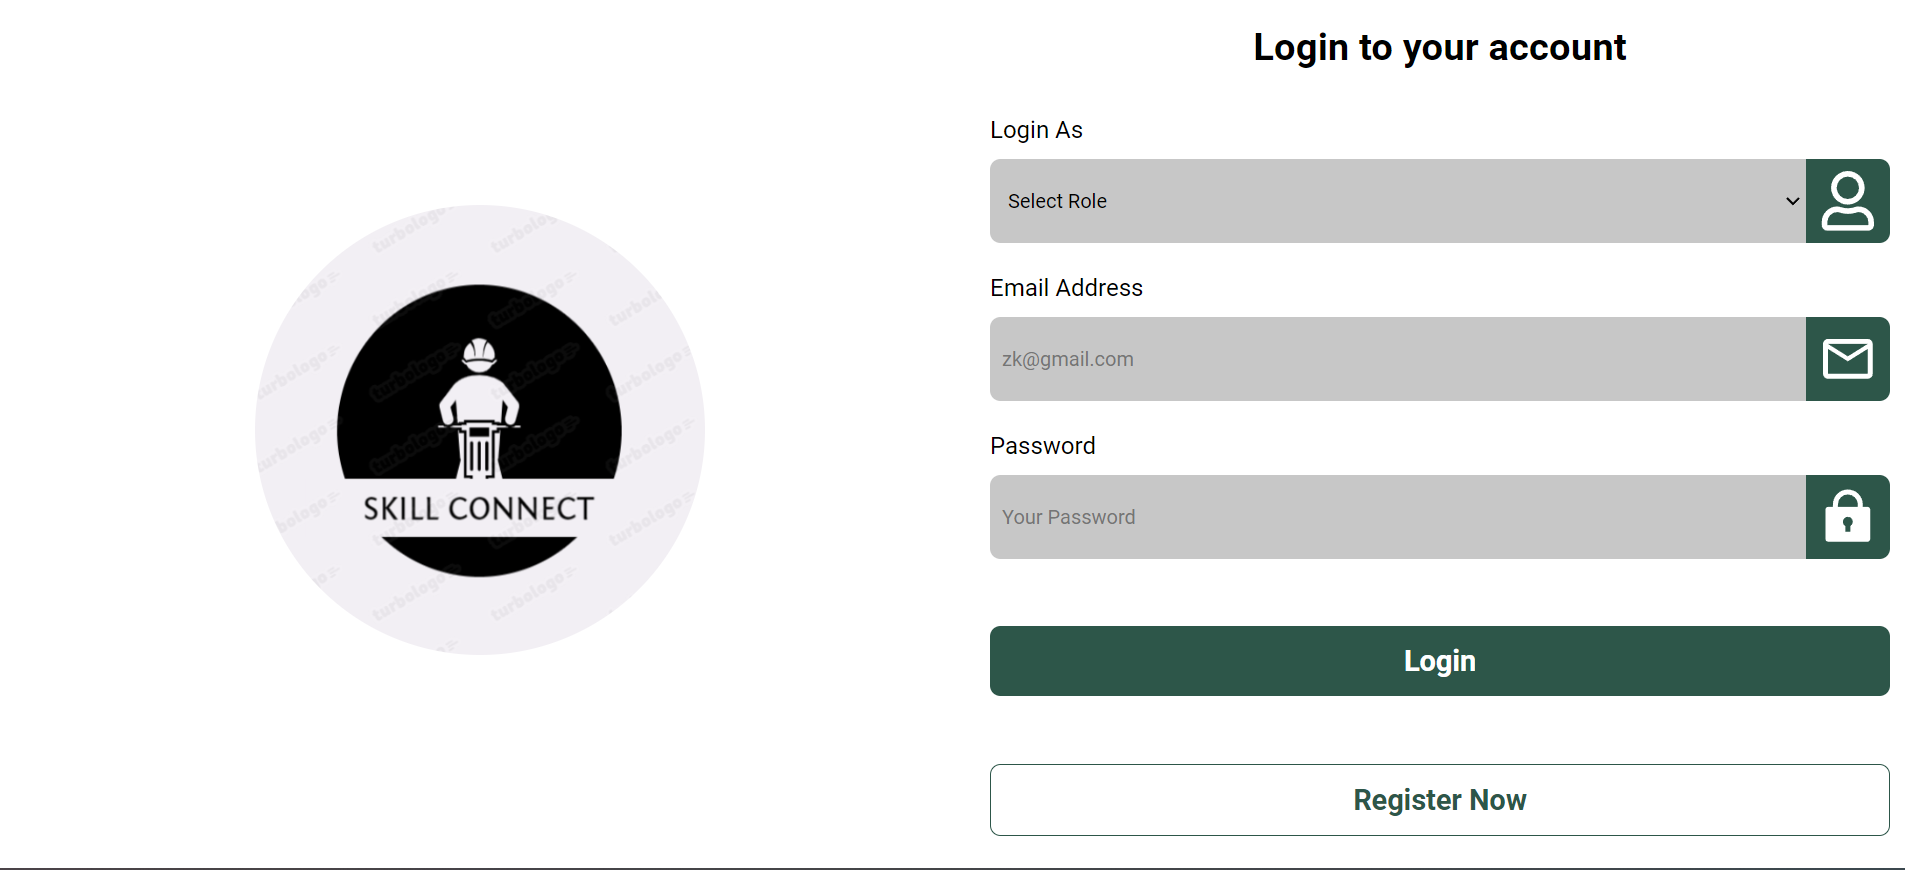 Login to your account
Login As
Select Role
Email Address
zk@gmail.com
Password
Your Password
Login
Register Now
turbologo
SKILL CONNECT